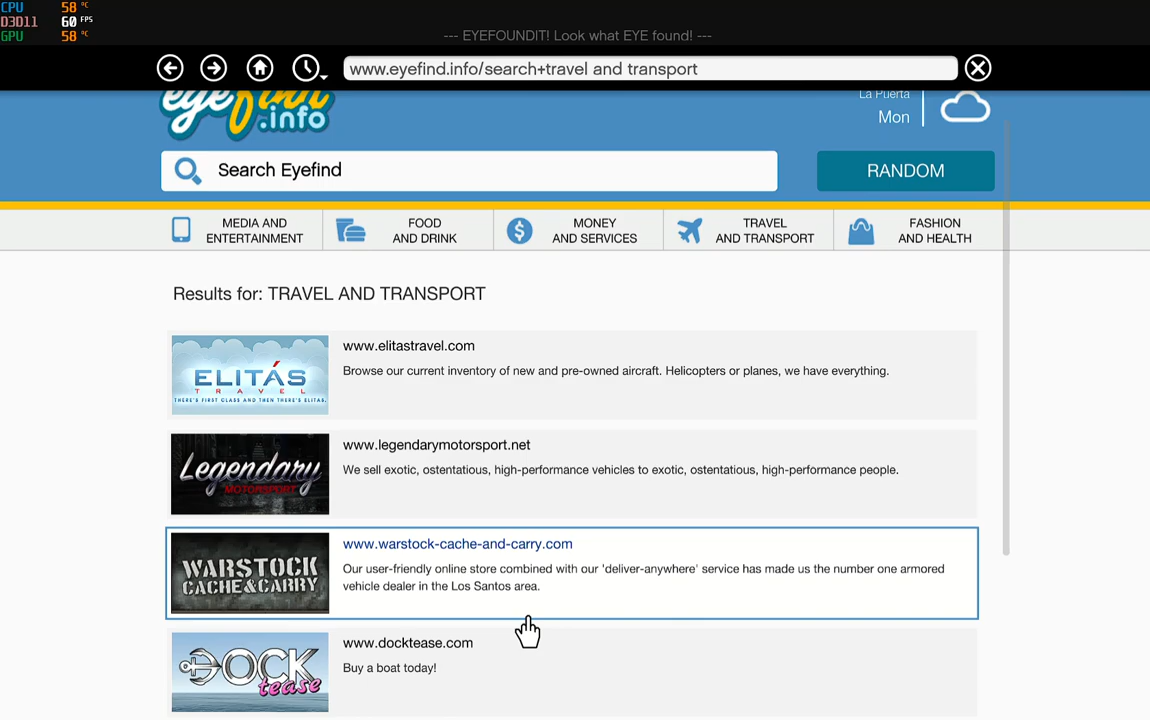 CPU 58 °C
D3D11 60 FPS
GPU 58 °C
--- EYEFOUNDIT! Look what EYE found! ---
www.eyefind.info/search+travel and transport
eyefind
.info
La Puerta
Mon
Search Eyefind
RANDOM
MEDIA AND
ENTERTAINMENT
FOOD
AND DRINK
MONEY
AND SERVICES
TRAVEL
AND TRANSPORT
FASHION
AND HEALTH
Results for: TRAVEL AND TRANSPORT
ELITÁS
TRAVEL
THERE'S FIRST CLASS AND THEN THERE'S ELITAS.
www.elitastravel.com
Browse our current inventory of new and pre-owned aircraft. Helicopters or planes, we have everything.
Legendary
MOTORSPORT
www.legendarymotorsport.net
We sell exotic, ostentatious, high-performance vehicles to exotic, ostentatious, high-performance people.
WARSTOCK
CACHE&CARRY
www.warstock-cache-and-carry.com
Our user-friendly online store combined with our 'deliver-anywhere' service has made us the number one armored
vehicle dealer in the Los Santos area.
DOCK
tease
www.docktease.com
Buy a boat today!